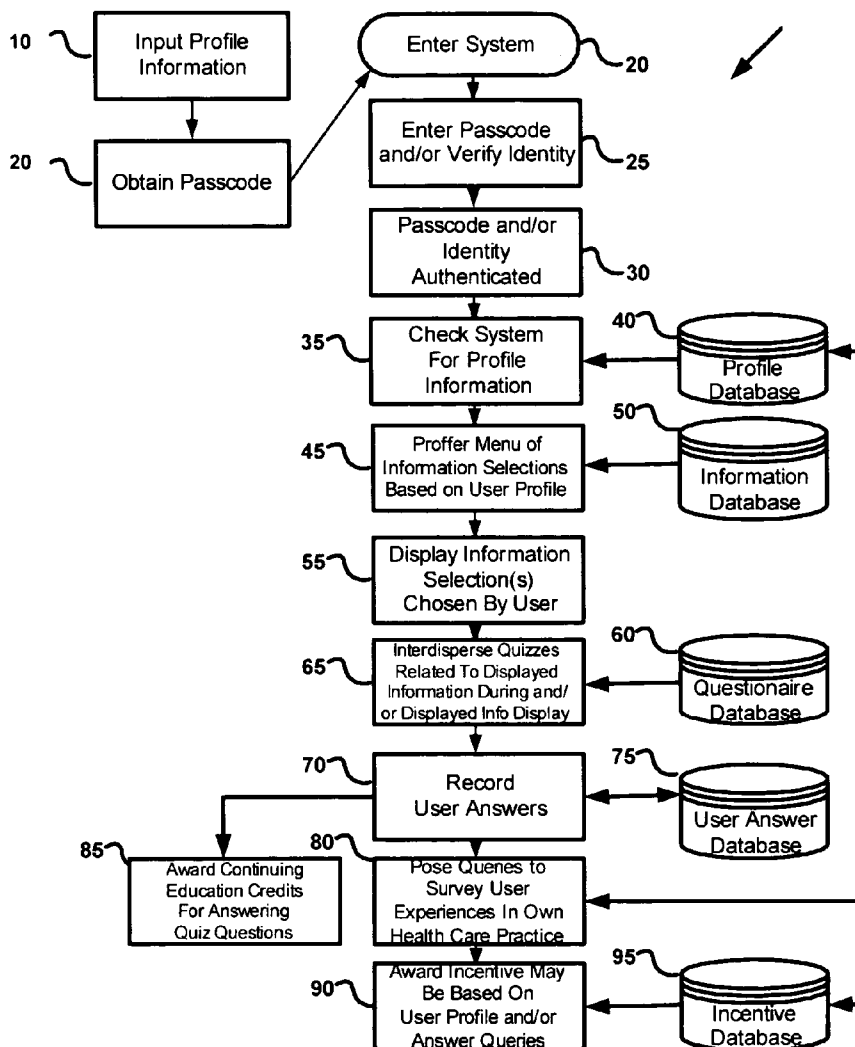 10
Input Profile
Information
20
Obtain Passcode
Enter System
20
Enter Passcode
and/or Verify Identity
25
Passcode and/or
Identity
Authenticated
30
35
Check System
For Profile
Information
40
Profile
Database
45
Proffer Menu of
Information Selections
Based on User Profile
50
Information
Database
55
Display Information
Selection(s)
Chosen By User
65
Interdisperse Quizzes
Related To Displayed
Information During and/
or Displayed Info Display
60
Questionaire
Database
70
Record
User Answers
75
User Answer
Database
85
Award Continuing
Education Credits
For Answering
Quiz Questions
80
Pose Queries to
Survey User
Experiences In Own
Health Care Practice
90
Award Incentive May
Be Based On
User Profile and/or
Answer Queries
95
Incentive
Database